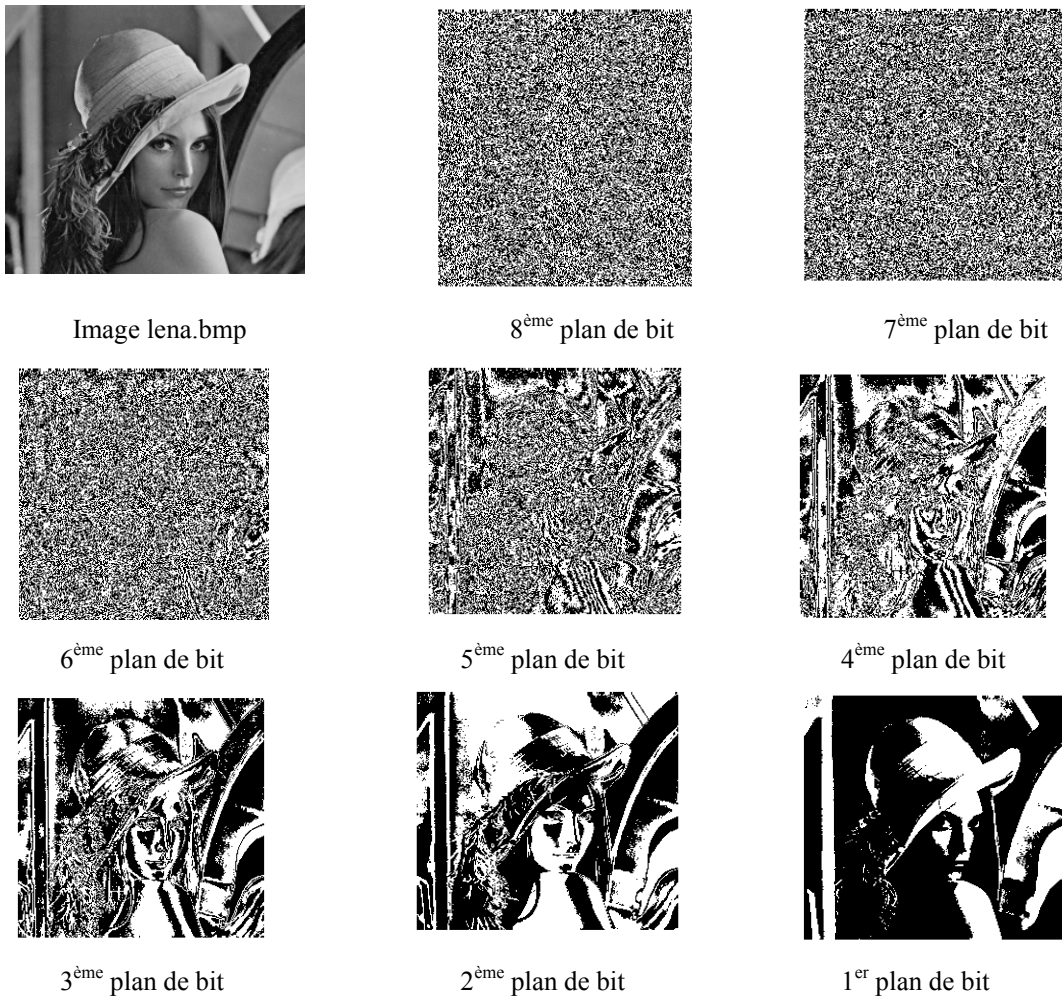 Image lena.bmp
8ème plan de bit
7ème plan de bit
6ème plan de bit
5ème plan de bit
4ème plan de bit
3ème plan de bit
2ème plan de bit
1er plan de bit